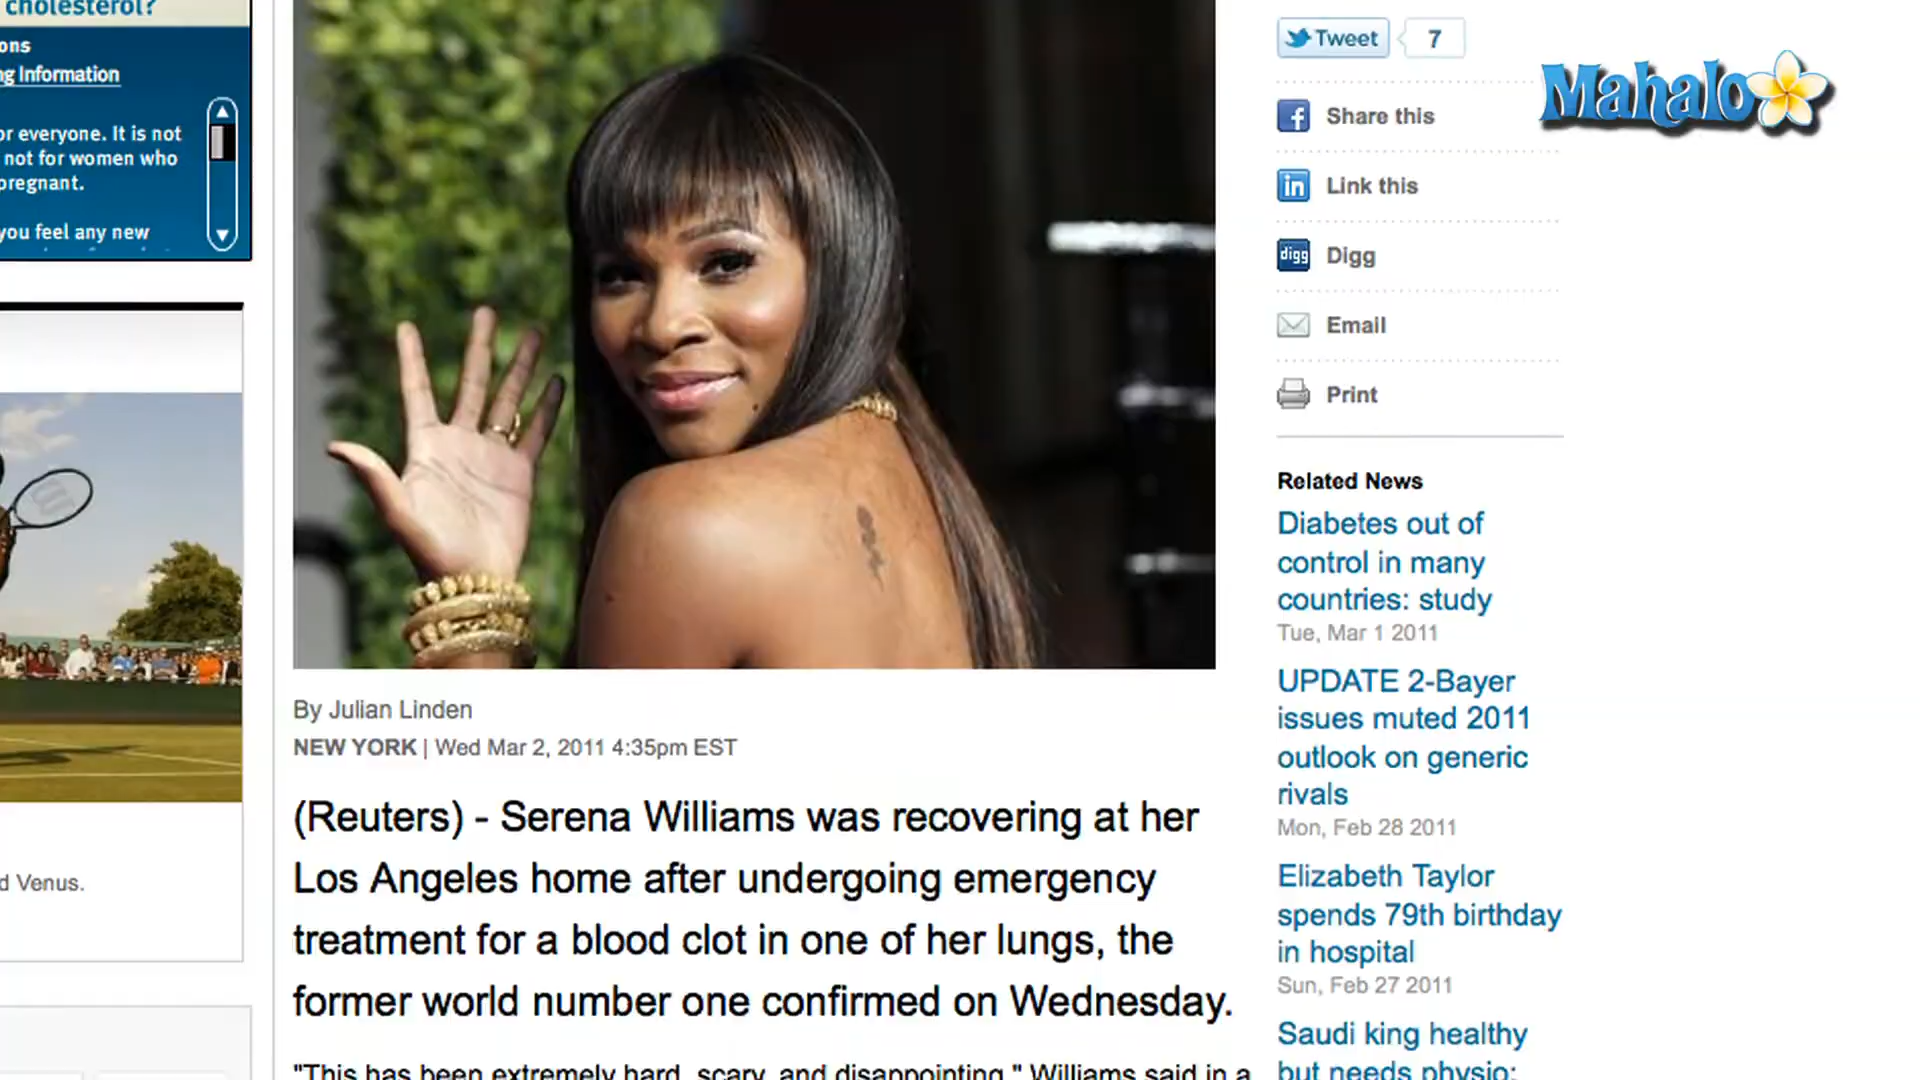 cholesterol?
ons
ng Information
or everyone. It is not
not for women who
pregnant.
you feel any new
d Venus.
Tweet
7
Mahalo
Share this
in
Link this
digg
Digg
Email
Print
Related News
Diabetes out of
control in many
countries: study
Tue, Mar 1 2011
UPDATE 2-Bayer
issues muted 2011
outlook on generic
rivals
Mon, Feb 28 2011
Elizabeth Taylor
spends 79th birthday
in hospital
Sun, Feb 27 2011
Saudi king healthy
but needs physio:
By Julian Linden
NEW YORK | Wed Mar 2, 2011 4:35pm EST
(Reuters) - Serena Williams was recovering at her
Los Angeles home after undergoing emergency
treatment for a blood clot in one of her lungs, the
former world number one confirmed on Wednesday.
"This has been extremely hard, scary, and disappointing," Williams said in a